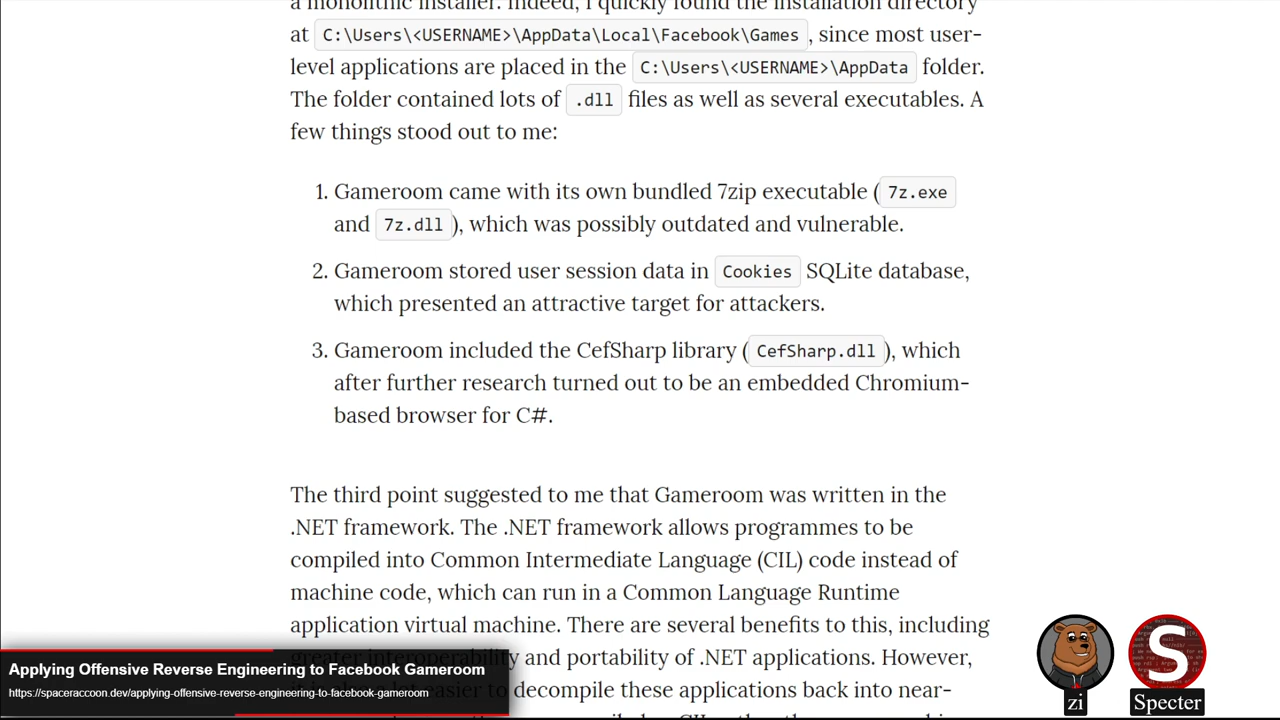 a monolithic installer. Indeed, I quickly found the installation directory
at C:\Users\<USERNAME>\AppData\Local\Facebook\Games , since most user-
level applications are placed in the C:\Users\<USERNAME>\AppData folder.
The folder contained lots of .dll files as well as several executables. A
few things stood out to me:
1. Gameroom came with its own bundled 7zip executable ( 7z.exe
and 7z.dll ), which was possibly outdated and vulnerable.
2. Gameroom stored user session data in Cookies SQLite database,
which presented an attractive target for attackers.
3. Gameroom included the CefSharp library ( CefSharp.dll ), which
after further research turned out to be an embedded Chromium-
based browser for C#.
The third point suggested to me that Gameroom was written in the
.NET framework. The .NET framework allows programmes to be
compiled into Common Intermediate Language (CIL) code instead of
machine code, which can run in a Common Language Runtime
application virtual machine. There are several benefits to this, including
greater interoperability and portability of .NET applications. However,
easier to decompile these applications back into near-
Applying Offensive Reverse Engineering to Facebook Gameroom
https://spaceraccoon.dev/applying-offensive-reverse-engineering-to-facebook-gameroom
S
zi
Specter